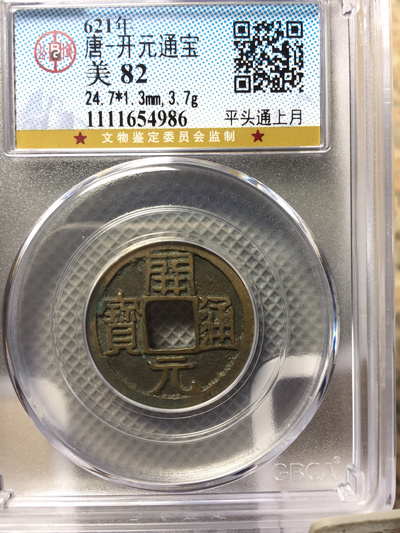 621年
唐-开元通宝
美 82
24.7*1.3mm,3.7g
1111654986
平头通上月
★ 文物鉴定委员会监制 ★
開
寶 通
元
GBCA